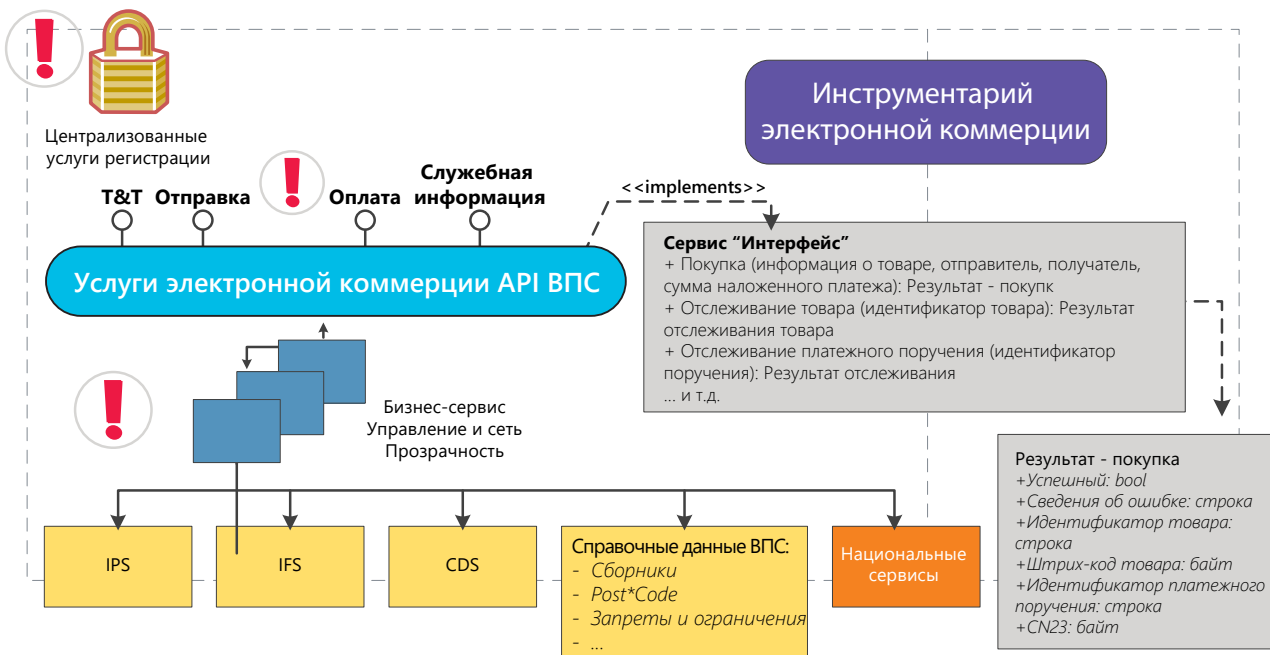 Централизованные
услуги регистрации
Инструментарий
электронной коммерции
T&T
Отправка
Оплата
Служебная
информация
<<implements>>
Услуги электронной коммерции API ВПС
Сервис “Интерфейс”
+ Покупка (информация о товаре, отправитель, получатель,
сумма наложенного платежа): Результат - покупк
+ Отслеживание товара (идентификатор товара): Результат
отслеживания товара
+ Отслеживание платежного поручения (идентификатор
поручения): Результат отслеживания
... и т.д.
Бизнес-сервис
Управление и сеть
Прозрачность
Результат - покупка
+Успешный: bool
+Сведения об ошибке: строка
+Идентификатор товара:
строка
+Штрих-код товара: байт
+Идентификатор платежного
поручения: строка
+CN23: байт
IPS
IFS
CDS
Справочные данные ВПС:
- Сборники
- Post*Code
- Запреты и ограничения
- ...
Национальные
сервисы